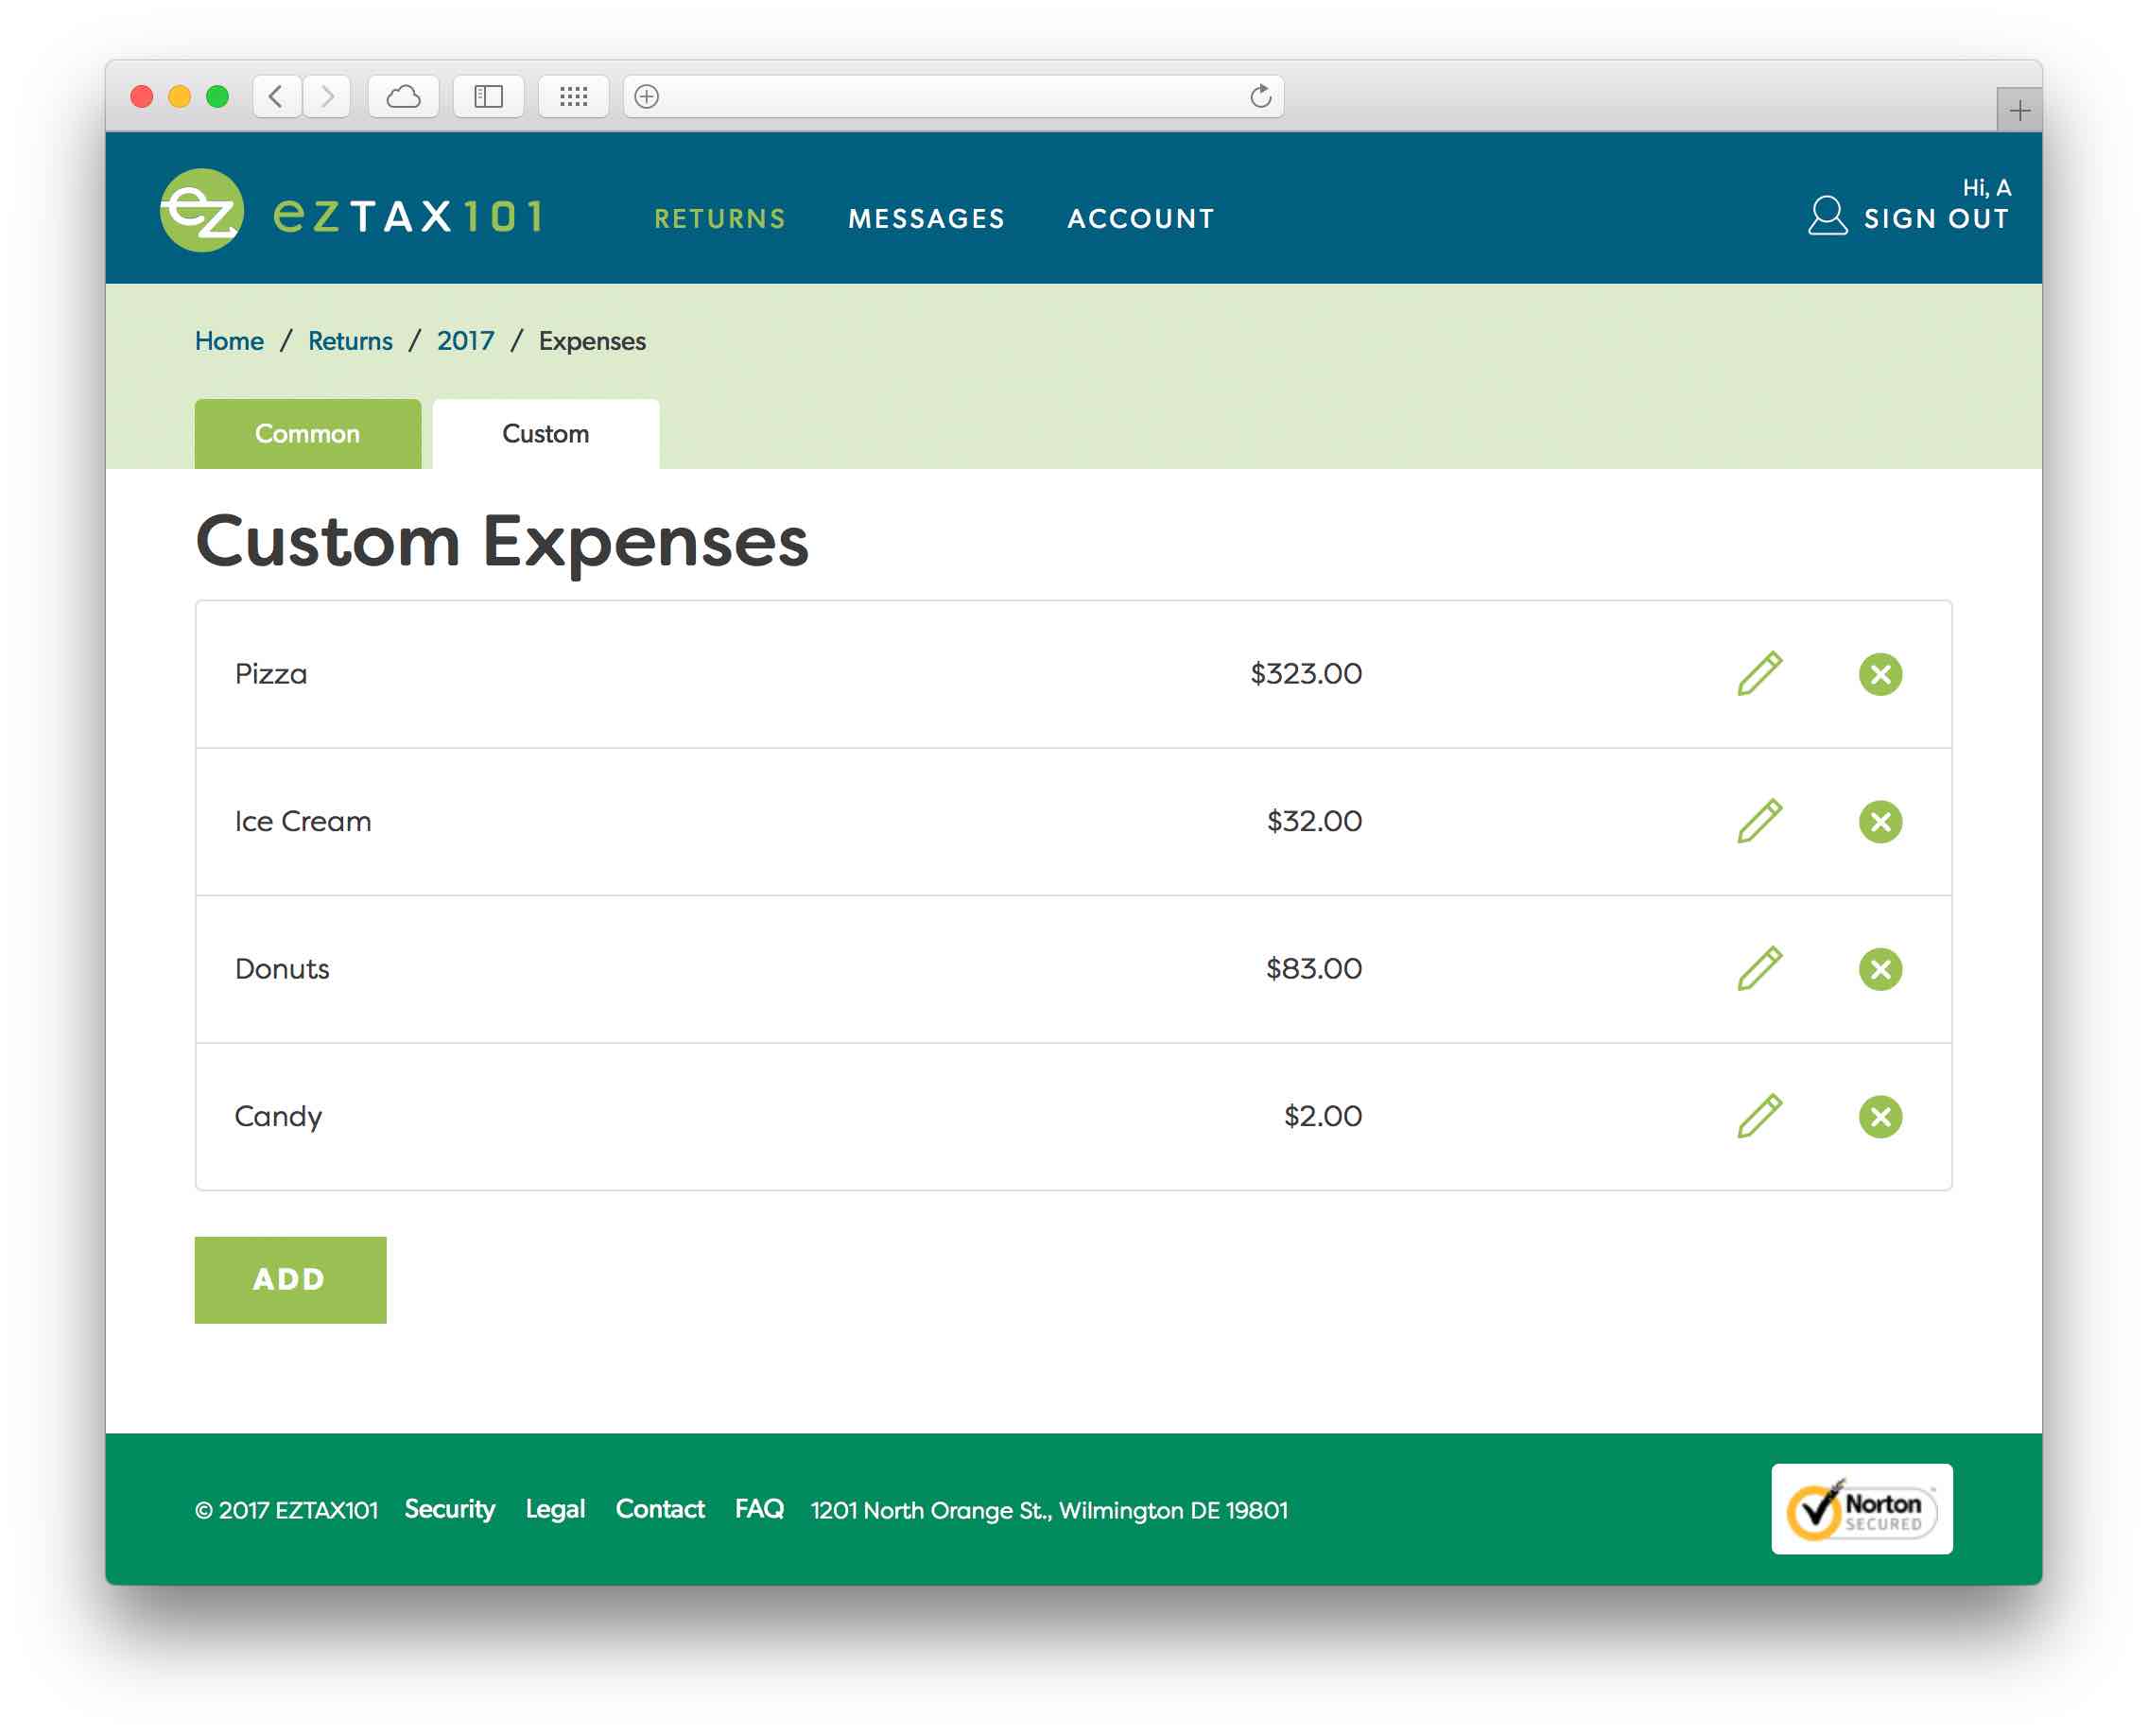 ez ezTAX101 RETURNS MESSAGES ACCOUNT Hi, A
SIGN OUT
Home / Returns / 2017 / Expenses
Common Custom
Custom Expenses
Pizza $323.00
Ice Cream $32.00
Donuts $83.00
Candy $2.00
ADD
© 2017 EZTAX101 Security Legal Contact FAQ 1201 North Orange St., Wilmington DE 19801
Norton
SECURED